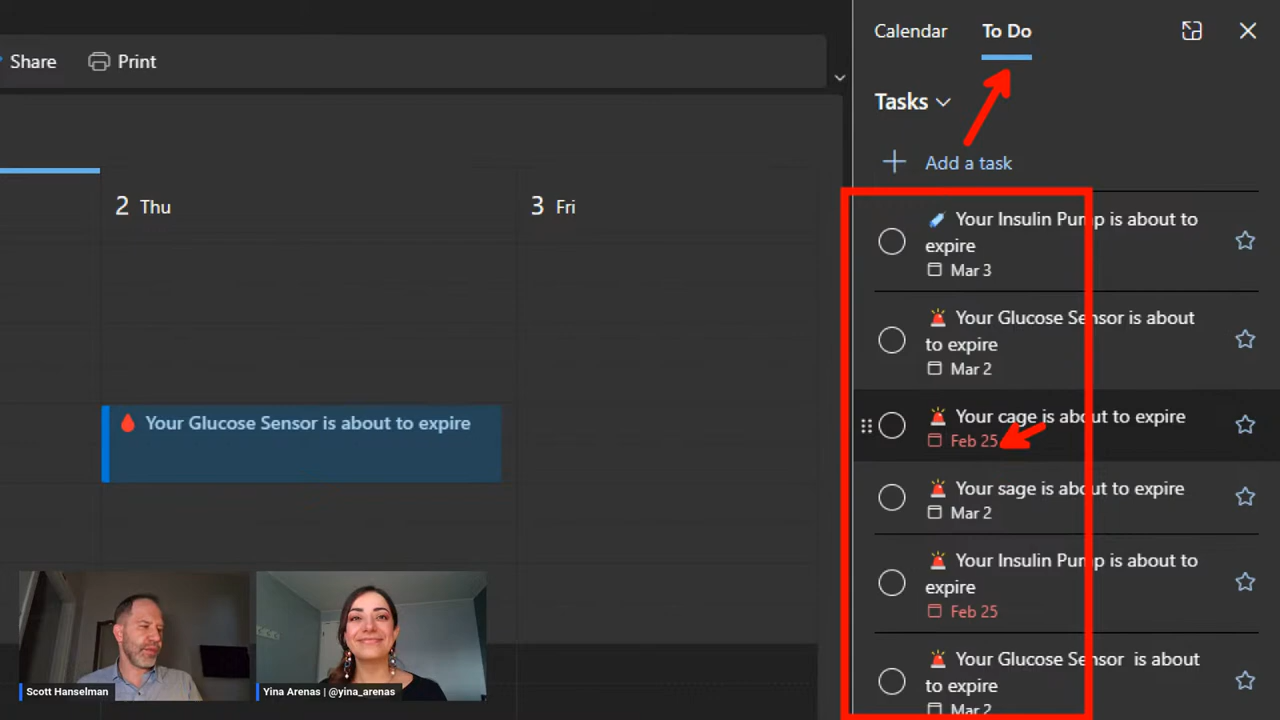 Share Print
Calendar To Do
Tasks
Add a task
2 Thu
3 Fri
Your Insulin Pump is about to
expire
Mar 3
Your Glucose Sensor is about
to expire
Mar 2
Your cage is about to expire
Feb 25
Your sage is about to expire
Mar 2
Your Insulin Pump is about to
expire
Feb 25
Your Glucose Sensor is about
to expire
Mar 2
Your Glucose Sensor is about to expire
Scott Hanselman
Yina Arenas | @yina_arenas